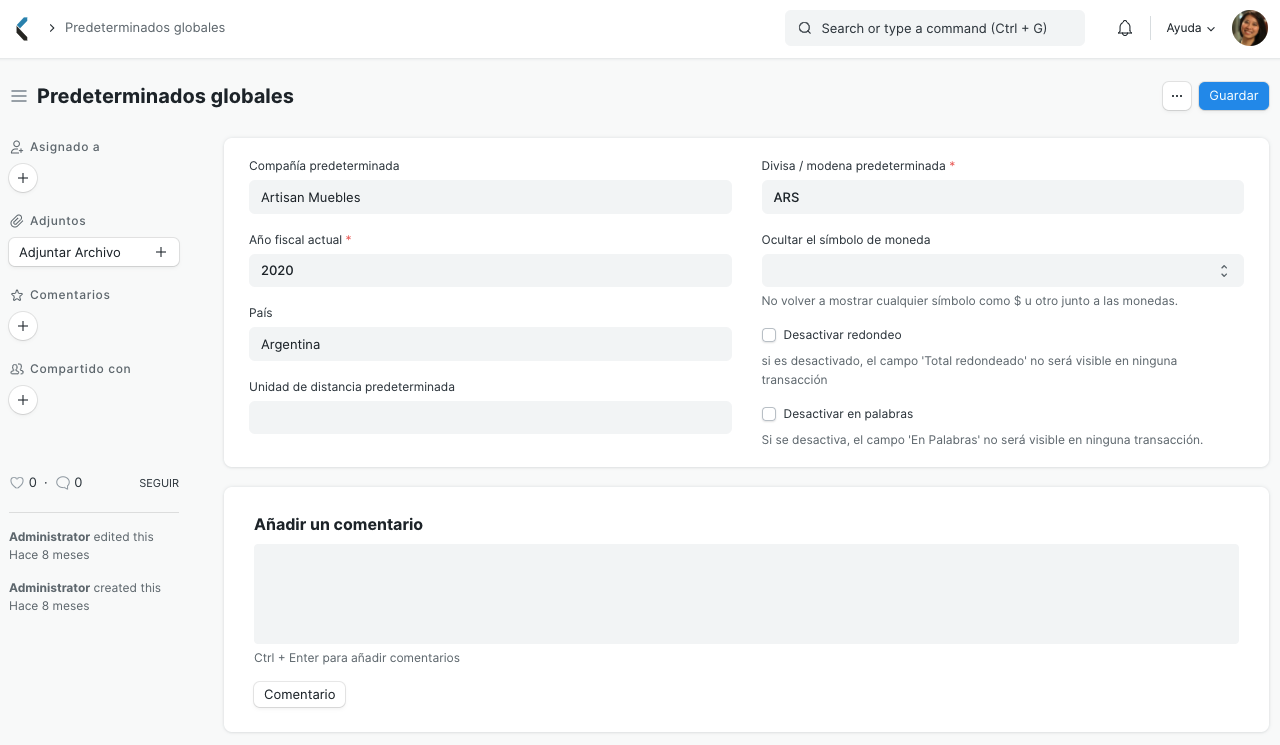 Predeterminados globales
Search or type a command (Ctrl + G)
Ayuda
Predeterminados globales
...
Guardar
Asignado a
Adjuntos
Adjuntar Archivo
Comentarios
Compartido con
0 · 0
SEGUIR
Administrator edited this
Hace 8 meses
Administrator created this
Hace 8 meses
Compañía predeterminada
Artisan Muebles
Año fiscal actual *
2020
País
Argentina
Unidad de distancia predeterminada
Divisa / modena predeterminada *
ARS
Ocultar el símbolo de moneda
No volver a mostrar cualquier símbolo como $ u otro junto a las monedas.
Desactivar redondeo
si es desactivado, el campo 'Total redondeado' no será visible en ninguna
transacción
Desactivar en palabras
Si se desactiva, el campo 'En Palabras' no será visible en ninguna transacción.
Añadir un comentario
Ctrl + Enter para añadir comentarios
Comentario